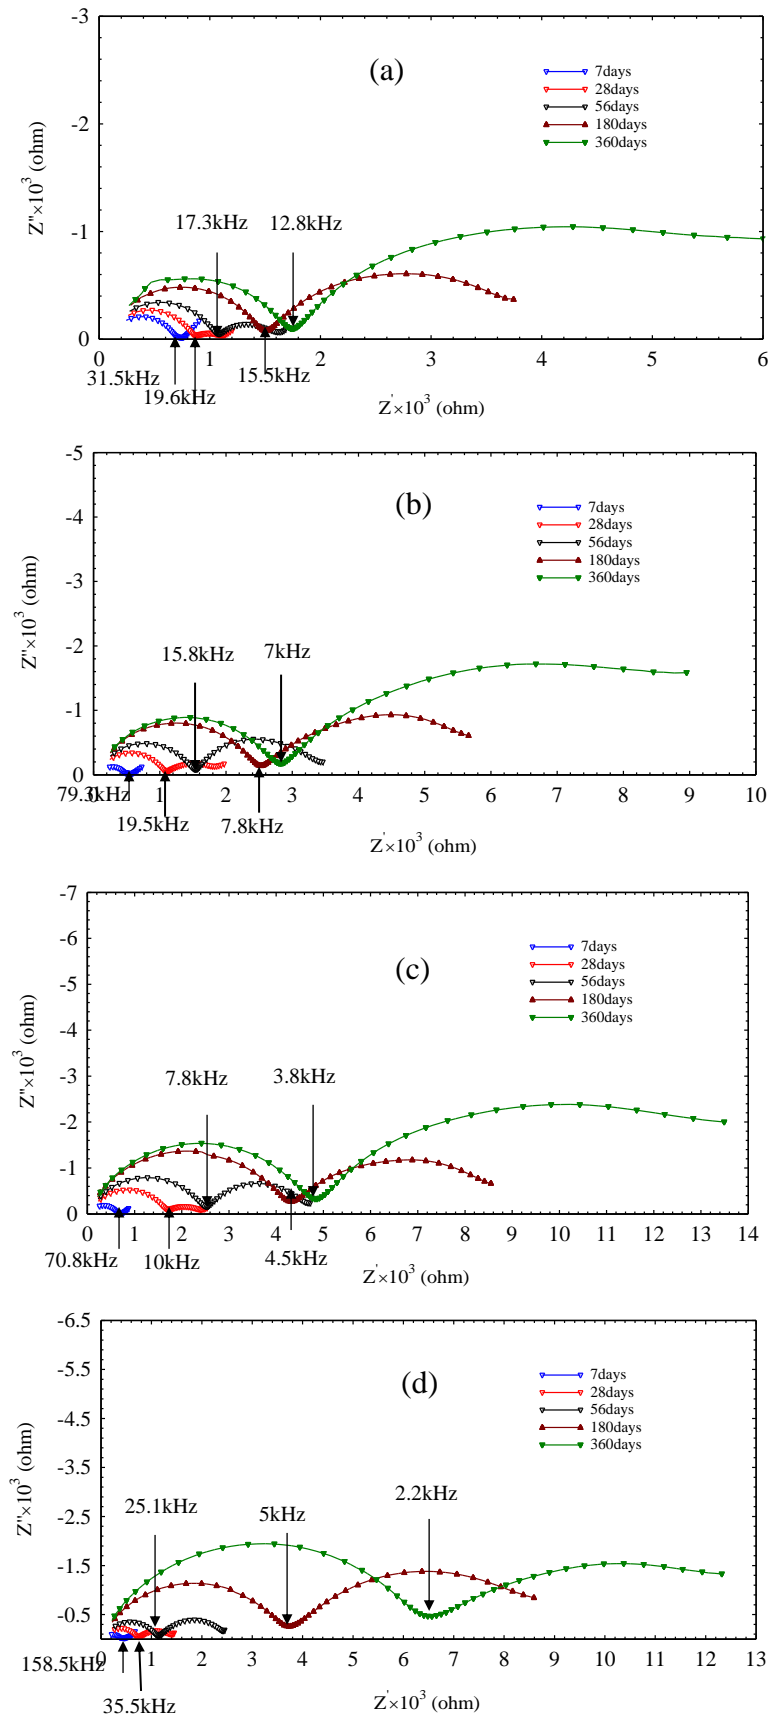 -3
(a)
7days
28days
56days
180days
360days
-2
Z''×10³ (ohm)
17.3kHz 12.8kHz
-1
0
0 1 2 3 4 5 6
31.5kHz 15.5kHz
19.6kHz
Z'×10³ (ohm)
-5
(b)
7days
28days
56days
180days
360days
-4
-3
Z''×10³ (ohm)
-2
15.8kHz 7kHz
-1
0
1 2 3 4 5 6 7 8 9 10
19.5kHz 7.8kHz
Z'×10³ (ohm)
-7
-6
(c)
7days
28days
56days
180days
360days
-5
-4
Z''×10³ (ohm)
-3
7.8kHz 3.8kHz
-2
-1
0
0 1 2 3 4 5 6 7 8 9 10 11 12 13 14
70.8kHz 10kHz 4.5kHz
Z'×10³ (ohm)
-6.5
-5.5
(d)
7days
28days
56days
180days
360days
-4.5
-3.5
Z''×10³ (ohm)
-2.5
25.1kHz 5kHz 2.2kHz
-1.5
-0.5
0 1 2 3 4 5 6 7 8 9 10 11 12 13
158.5kHz
35.5kHz
Z'×10³ (ohm)